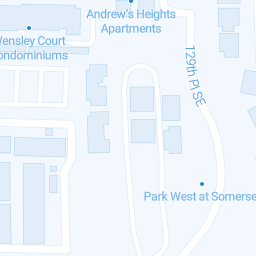 Andrew's Heights
Apartments
Wensley Court
Condominiums
129th Pl SE
Park West at Somerse